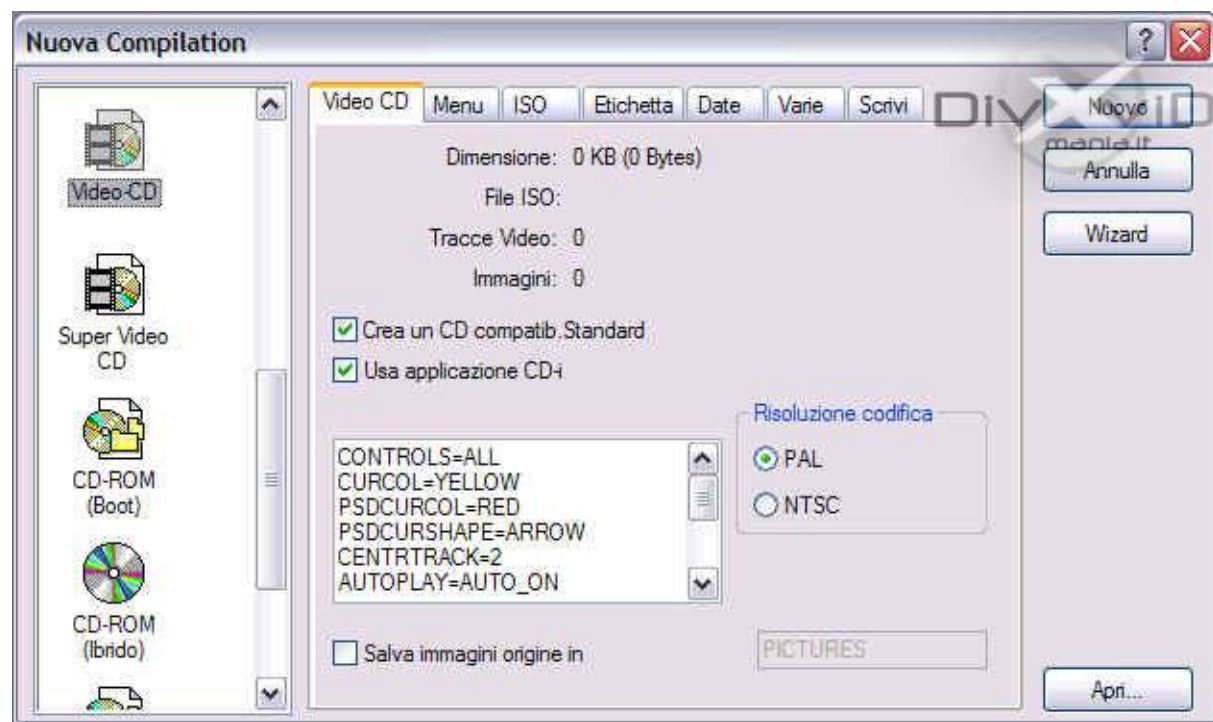 Nuova Compilation
Video CD Menu ISO Etichetta Date Varie Scrivi
Video-CD
Super Video
CD
CD-ROM
(Boot)
CD-ROM
(Ibrido)
Dimensione: 0 KB (0 Bytes)
File ISO:
Tracce Video: 0
Immagini: 0
Crea un CD compatib.Standard
Usa applicazione CD-i
CONTROLS=ALL
CURCOL=YELLOW
PSDCURCOL=RED
PSDCURSHAPE=ARROW
CENTRTRACK=2
AUTOPLAY=AUTO_ON
Risoluzione codifica
PAL
NTSC
Salva immagini origine in
PICTURES
Nuovo
Annulla
Wizard
Apri...
mania.it